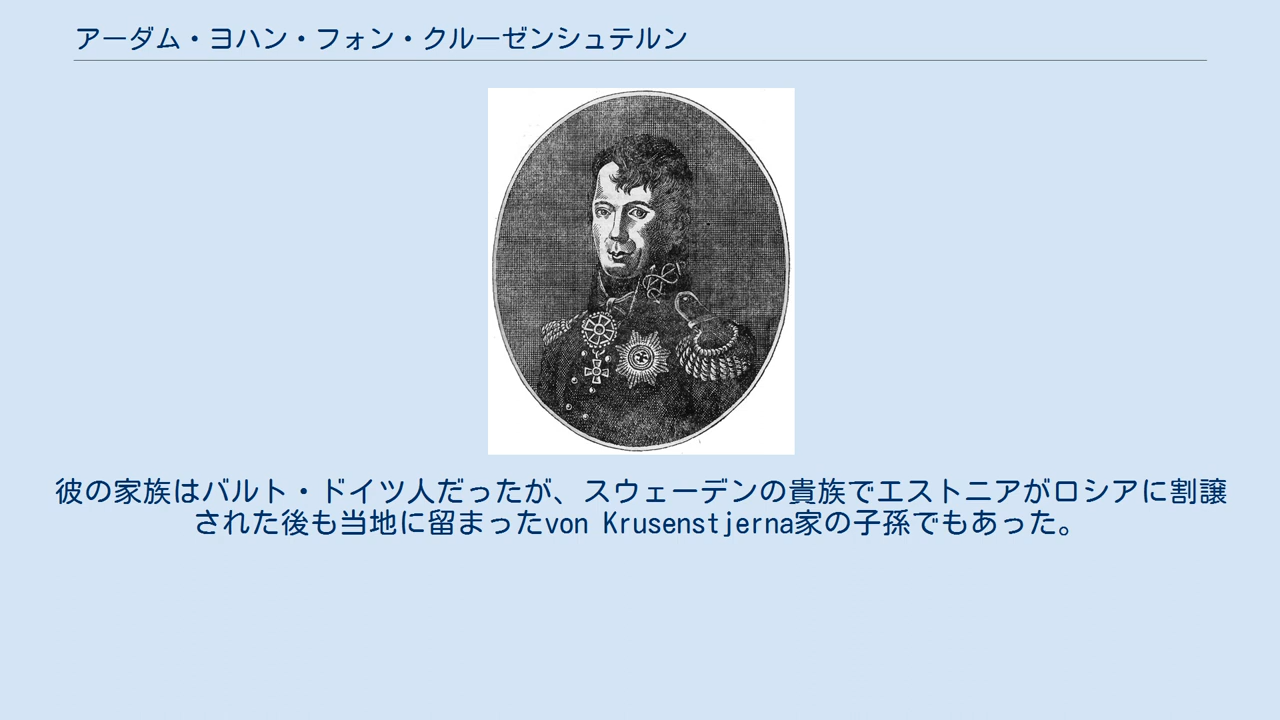 アーダム・ヨハン・フォン・クルーゼンシュテルン
彼の家族はバルト・ドイツ人だったが、スウェーデンの貴族でエストニアがロシアに割譲
された後も当地に留まったvon Krusenstjerna家の子孫でもあった。